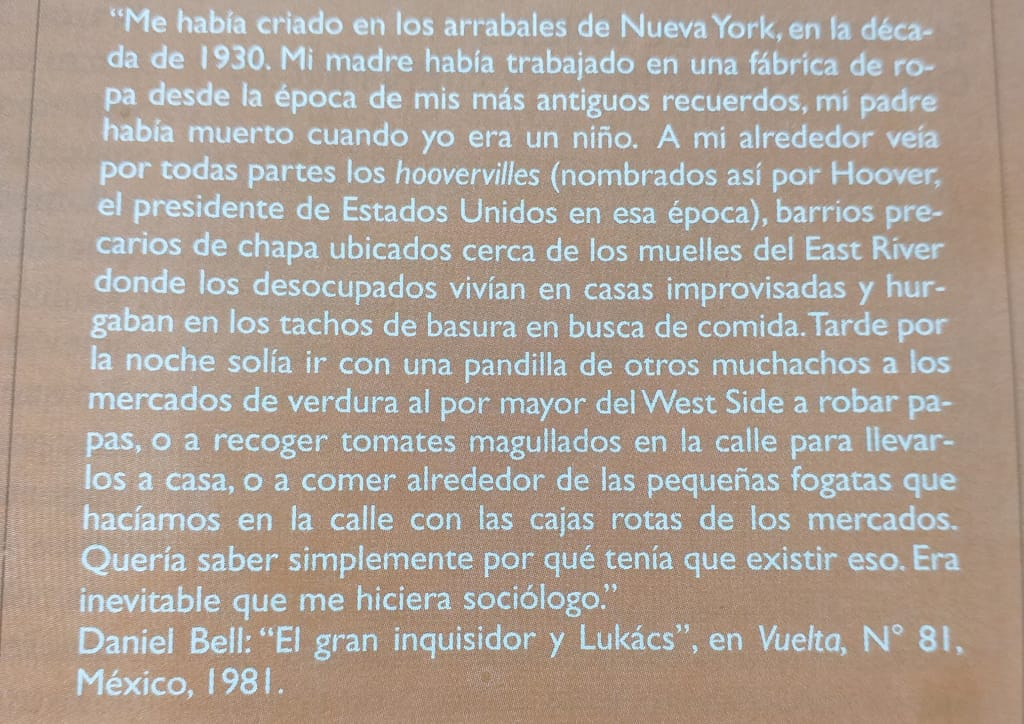 “Me había criado en los arrabales de Nueva York, en la déca-
da de 1930. Mi madre había trabajado en una fábrica de ro-
pa desde la época de mis más antiguos recuerdos, mi padre
había muerto cuando yo era un niño. A mi alrededor veía
por todas partes los hoovervilles (nombrados así por Hoover,
el presidente de Estados Unidos en esa época), barrios pre-
carios de chapa ubicados cerca de los muelles del East River
donde los desocupados vivían en casas improvisadas y hur-
gaban en los tachos de basura en busca de comida. Tarde por
la noche solía ir con una pandilla de otros muchachos a los
mercados de verdura al por mayor del West Side a robar pa-
pas, o a recoger tomates magullados en la calle para llevar-
los a casa, o a comer alrededor de las pequeñas fogatas que
hacíamos en la calle con las cajas rotas de los mercados.
Quería saber simplemente por qué tenía que existir eso. Era
inevitable que me hiciera sociólogo.”
Daniel Bell: “El gran inquisidor y Lukács”, en Vuelta, N° 81,
México, 1981.